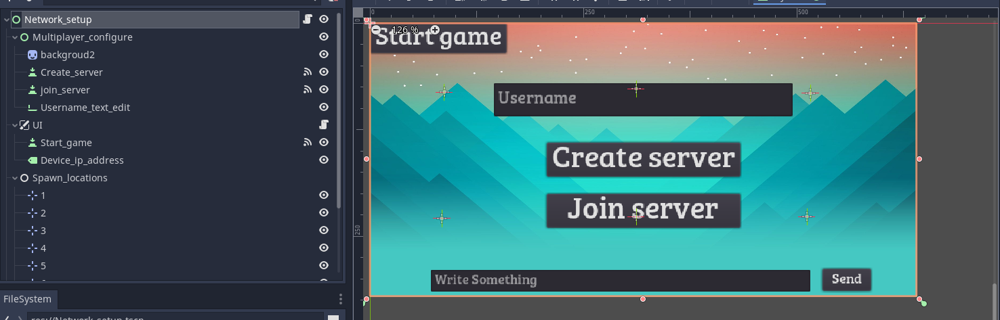 Network_setup
Multiplayer_configure
backgroud2
Create_server
join_server
Username_text_edit
UI
Start_game
Device_ip_address
Spawn_locations
1
2
3
4
5
FileSystem
res://Network_setup.tscn
0
250
500
0
250
126 %
Start game
Username
Create server
Join server
Write Something
Send